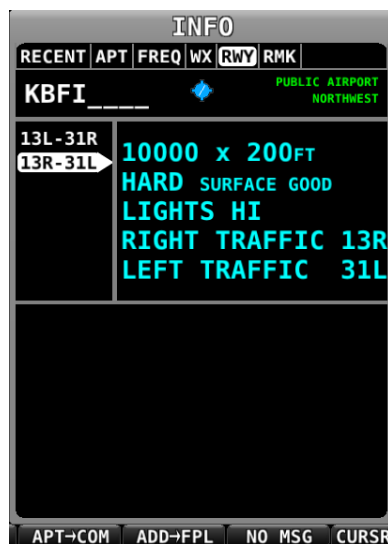 INFO
RECENT APT FREQ WX RWY RMK
KBFI____
PUBLIC AIRPORT
NORTHWEST
13L-31R
13R-31L
10000 x 200FT
HARD SURFACE GOOD
LIGHTS HI
RIGHT TRAFFIC 13R
LEFT TRAFFIC 31L
APT→COM ADD→FPL NO MSG CURSR